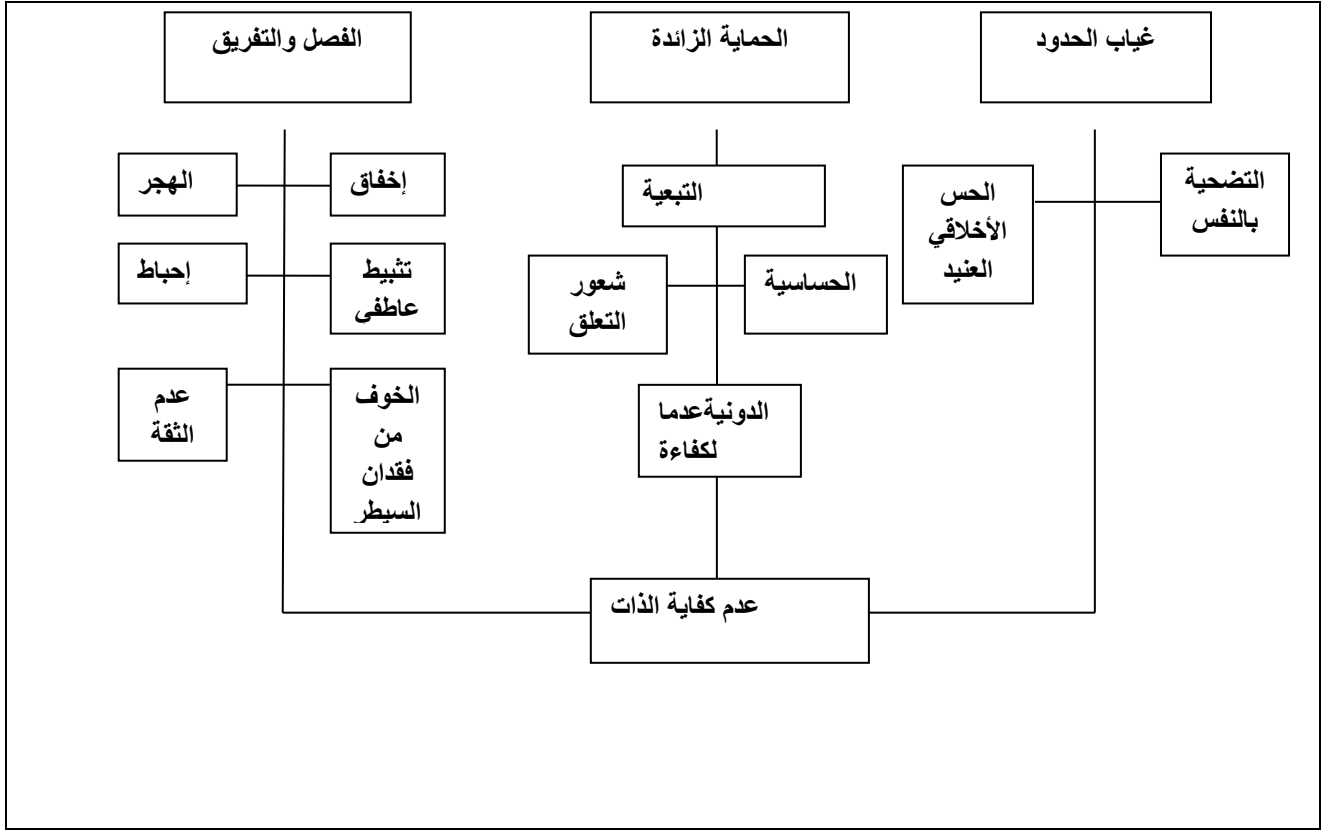 غياب الحدود
الحماية الزائدة
الفصل والتفريق
التضحية
بالنفس
الحس
الأخلاقي
العنيد
التبعية
الحساسية
شعور
التعلق
الدونيةعدما
لكفاءة
إخفاق
الهجر
تثبيط
عاطفى
إحباط
الخوف
من
فقدان
السيطر
عدم
الثقة
عدم كفاية الذات